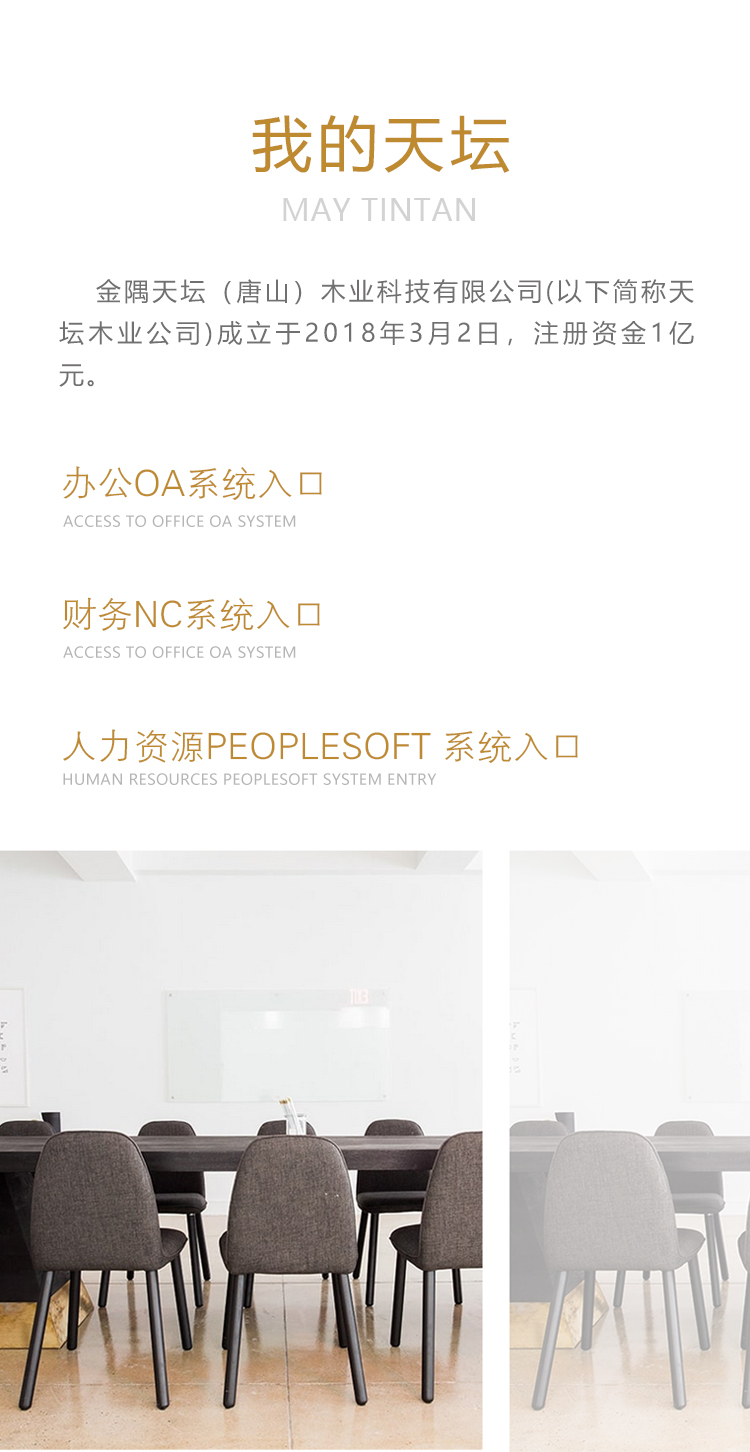 我的天坛
MAY TINTAN
金隅天坛（唐山）木业科技有限公司(以下简称天
坛木业公司)成立于2018年3月2日，注册资金1亿
元。
办公OA系统入口
ACCESS TO OFFICE OA SYSTEM
财务NC系统入口
ACCESS TO OFFICE OA SYSTEM
人力资源PEOPLESOFT 系统入口
HUMAN RESOURCES PEOPLESOFT SYSTEM ENTRY